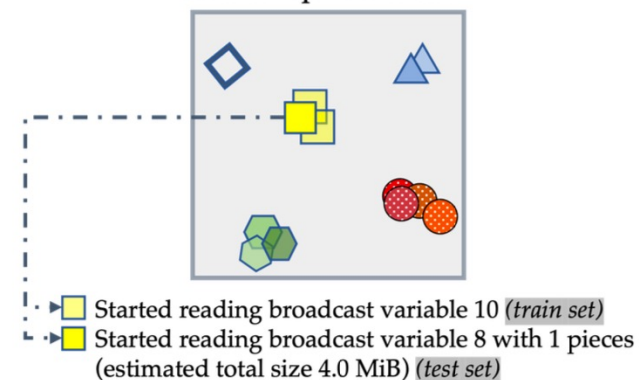 Started reading broadcast variable 10 (train set)
Started reading broadcast variable 8 with 1 pieces
(estimated total size 4.0 MiB) (test set)